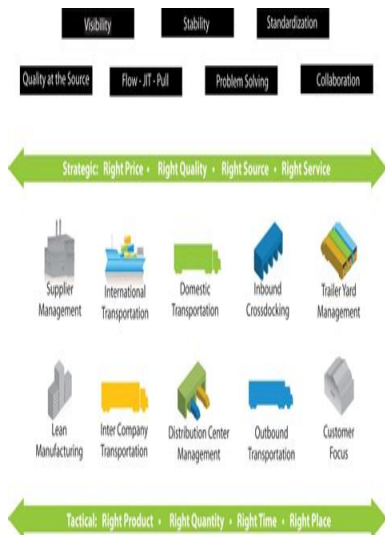 Visibility Stability Standardization
Quality at the Source Flow - JIT - Pull Problem Solving Collaboration
Strategic: Right Price • Right Quality • Right Source • Right Service
Supplier Management
International Transportation
Domestic Transportation
Inbound Crossdocking
Trailer Yard Management
Lean Manufacturing
Inter Company Transportation
Distribution Center Management
Outbound Transportation
Customer Focus
Tactical: Right Product • Right Quantity • Right Time • Right Place